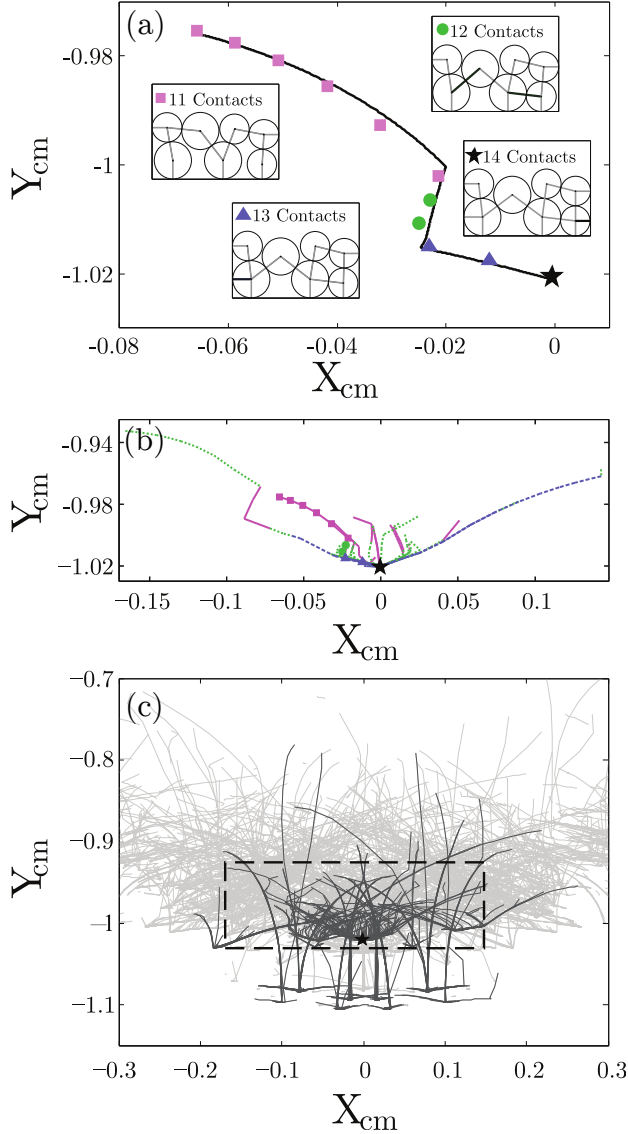 (a)
12 Contacts
11 Contacts
14 Contacts
13 Contacts
-0.98
-1
-1.02
Ycm
-0.08
-0.06
-0.04
-0.02
0
Xcm
(b)
-0.94
-0.98
-1.02
Ycm
−0.15
−0.1
−0.05
0
0.05
0.1
Xcm
(c)
−0.7
−0.8
−0.9
−1
−1.1
Ycm
−0.3
−0.2
−0.1
0
0.1
0.2
0.3
Xcm